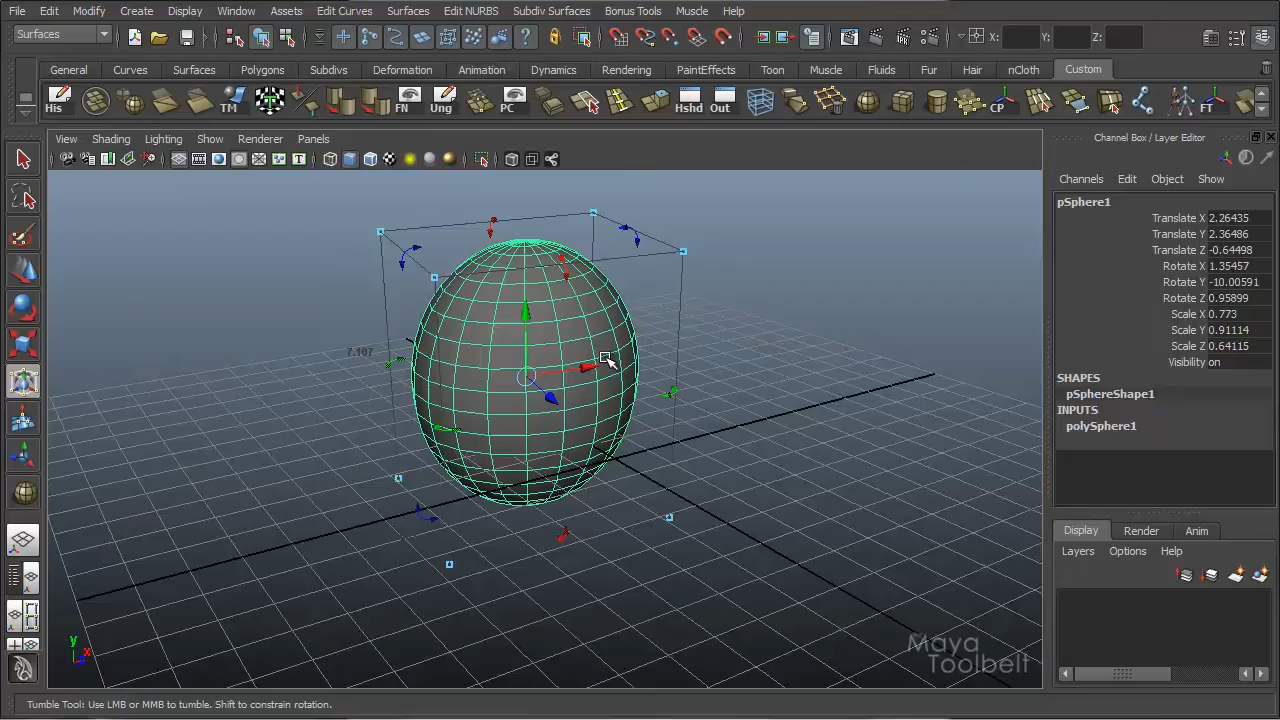 File Edit Modify Create Display Window Assets Edit Curves Surfaces Edit NURBS Subdiv Surfaces Bonus Tools Muscle Help
Surfaces X: Y: Z:
General Curves Surfaces Polygons Subdivs Deformation Animation Dynamics Rendering PaintEffects Toon Muscle Fluids Fur Hair nCloth Custom
His TM FN Ung PC Hshd Out CP FT
View Shading Lighting Show Renderer Panels
Channel Box / Layer Editor
Channels Edit Object Show
pSphere1
Translate X 2.26435
Translate Y 2.36486
Translate Z -0.64498
Rotate X 1.35457
Rotate Y -10.00591
Rotate Z 0.95899
Scale X 0.773
Scale Y 0.91114
Scale Z 0.64115
Visibility on
SHAPES
pSphereShape1
INPUTS
polySphere1
7.107
Display Render Anim
Layers Options Help
y
x
Maya
Toolbelt
Tumble Tool: Use LMB or MMB to tumble. Shift to constrain rotation.